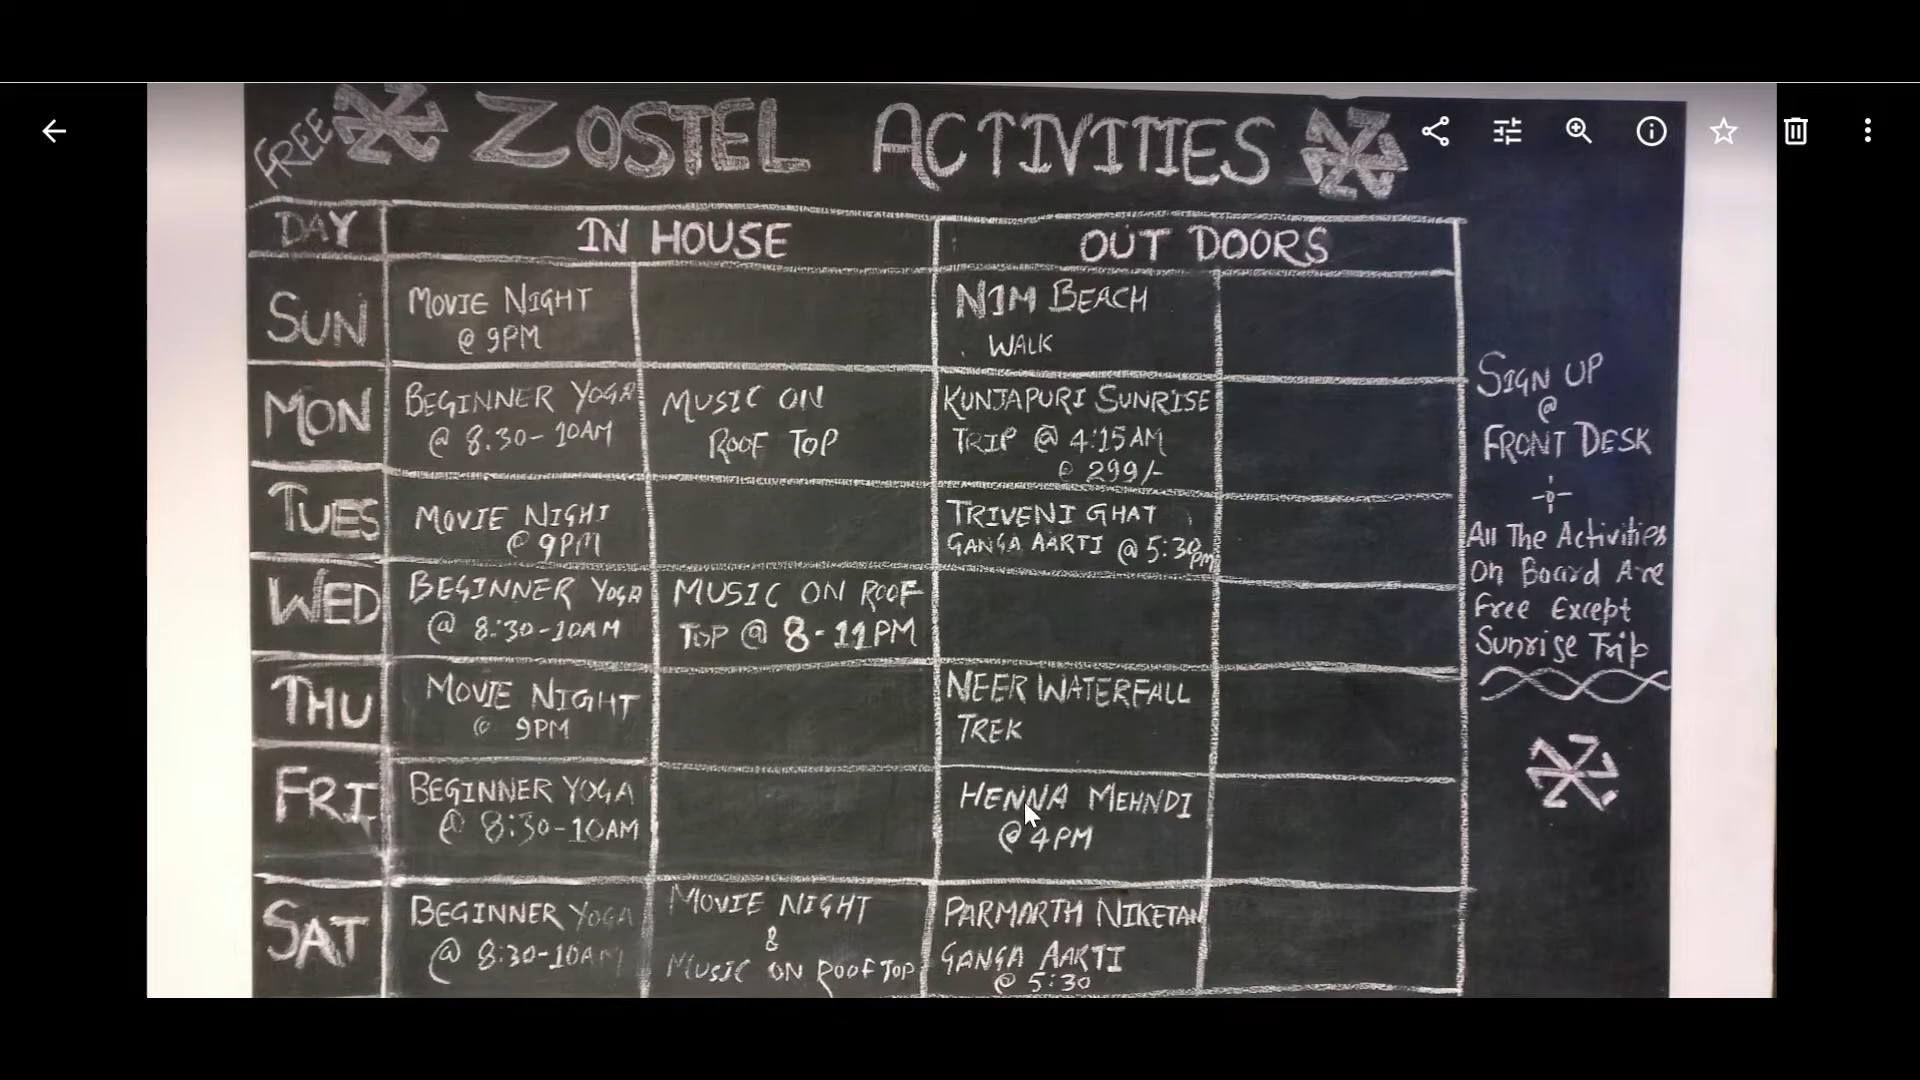 FREE
ZOSTEL ACTIVITIES
DAY
IN HOUSE
OUT DOORS
SUN
MOVIE NIGHT
@ 9PM
NIM BEACH
WALK
MON
BEGINNER YOGA
@ 8.30-10AM
MUSIC ON
ROOF TOP
KUNJAPURI SUNRISE
TRIP @ 4:15AM
@ 299/-
TUES
MOVIE NIGHT
@ 9PM
TRIVENI GHAT
GANGA AARTI @ 5:30PM
WED
BEGINNER YOGA
@ 8:30-10AM
MUSIC ON ROOF
TOP @ 8-11PM
THU
MOVIE NIGHT
@ 9PM
NEER WATERFALL
TREK
FRI
BEGINNER YOGA
@ 8:30-10AM
HENNA MEHNDI
@ 4PM
SAT
BEGINNER YOGA
@ 8:30-10AM
MOVIE NIGHT
&
MUSIC ON ROOFTOP
PARMARTH NIKETAN
GANGA AARTI
@ 5:30
SIGN UP
@
FRONT DESK
All The Activities
On Board Are
Free Except
Sunrise Trip